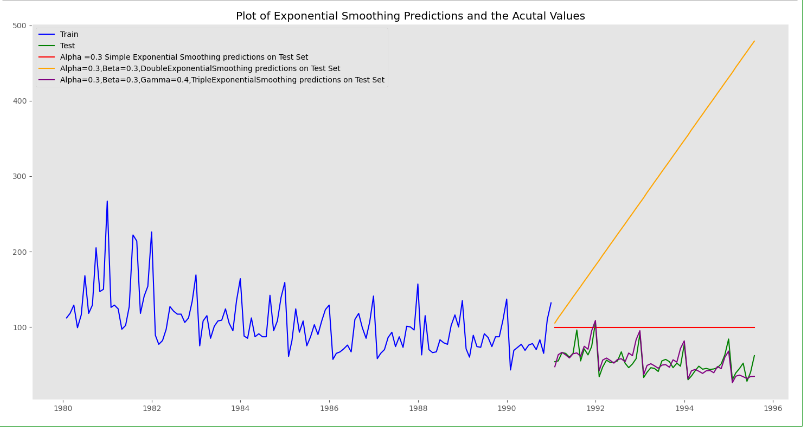 Plot of Exponential Smoothing Predictions and the Acutal Values
500
Train
Test
Alpha =0.3 Simple Exponential Smoothing predictions on Test Set
Alpha=0.3,Beta=0.3,DoubleExponentialSmoothing predictions on Test Set
Alpha=0.3,Beta=0.3,Gamma=0.4,TripleExponentialSmoothing predictions on Test Set
400
300
200
100
1980 1982 1984 1986 1988 1990 1992 1994 1996